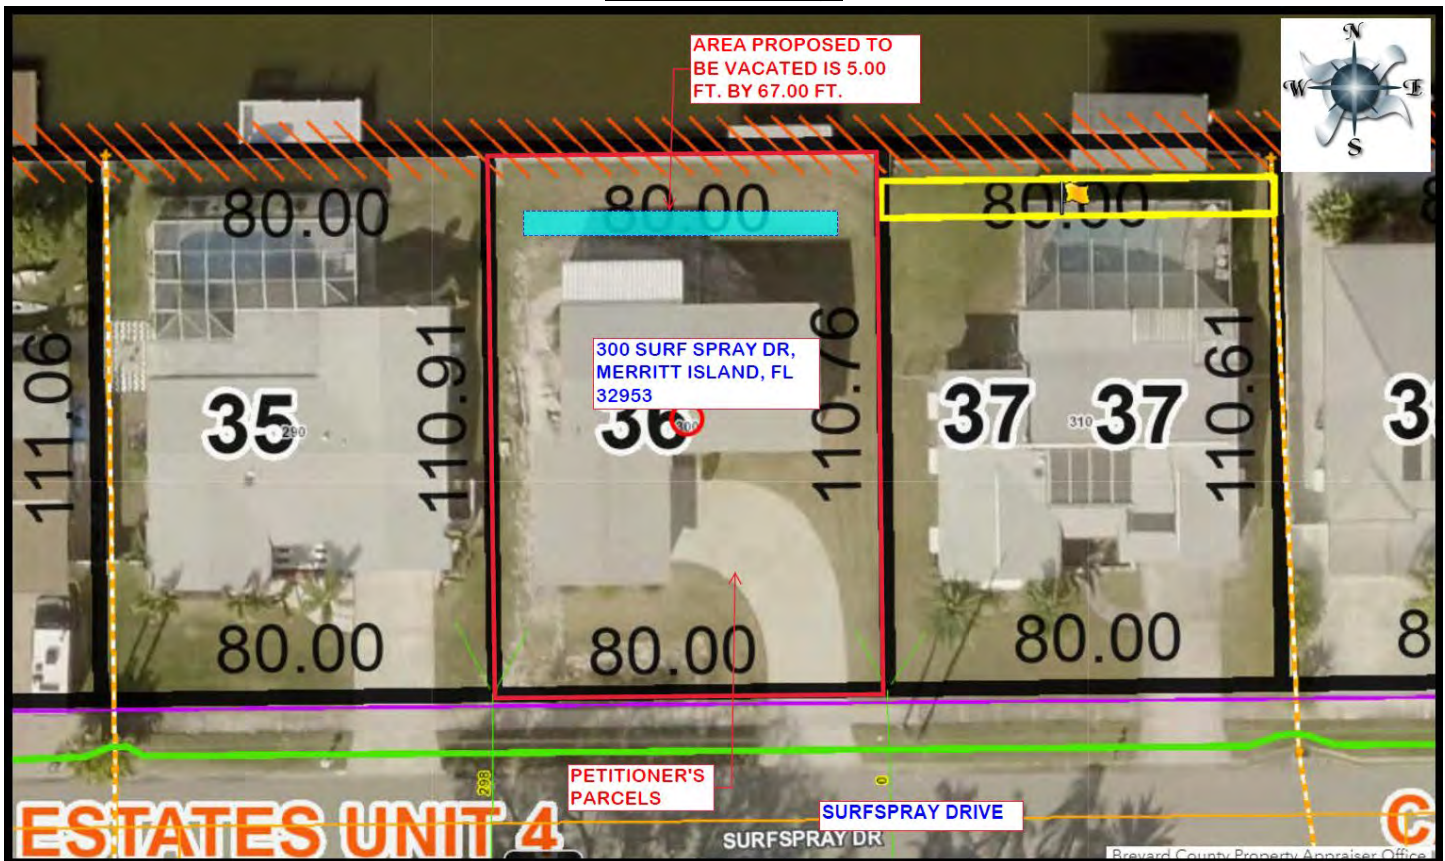 AREA PROPOSED TO
BE VACATED IS 5.00
FT. BY 67.00 FT.
N
W E
S
80.00
80.00
80.00
111.06
110.91
110.76
110.61
300 SURF SPRAY DR,
MERRITT ISLAND, FL
32953
35
290
36
300
37
310
37
80.00
80.00
80.00
8
PETITIONER'S
PARCELS
298
0
SURFSPRAY DRIVE
ESTATES UNIT 4
SURFSPRAY DR
C
Brevard County Property Appraiser Office